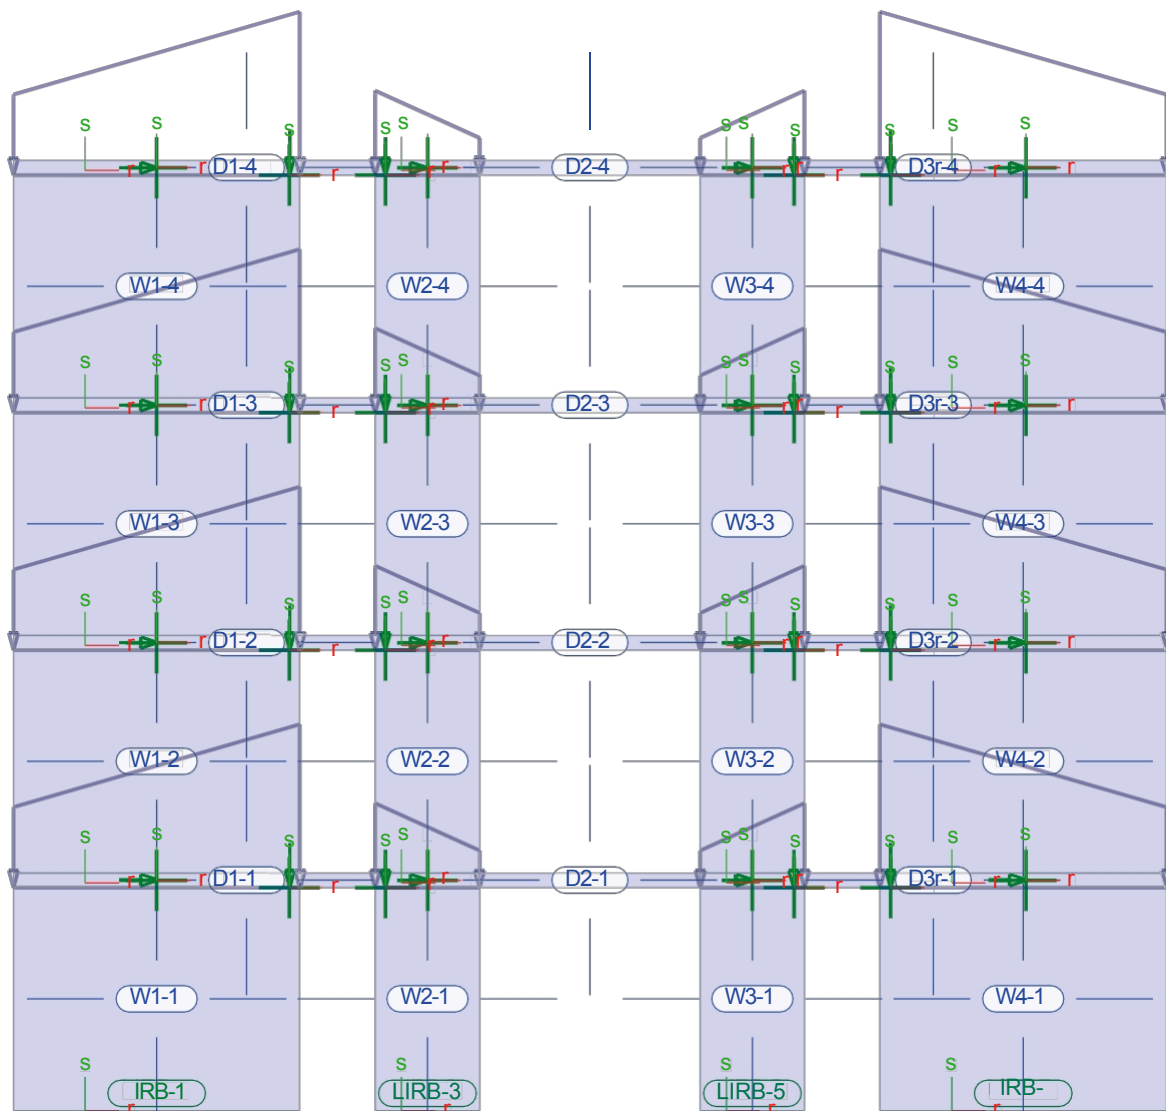 s s s s s s s s s s
r r D1-4 r r r D2-4 r r r D3r-4 r r
W1-4 W2-4 W3-4 W4-4
s s s s s s s s s s
r r D1-3 r r r D2-3 r r r D3r-3 r r
W1-3 W2-3 W3-3 W4-3
s s s s s s s s s s
r r D1-2 r r r D2-2 r r r D3r-2 r r
W1-2 W2-2 W3-2 W4-2
s s s s s s s s s s
r r D1-1 r r r D2-1 r r r D3r-1 r r
W1-1 W2-1 W3-1 W4-1
s s s s
IRB-1 LIRB-3 LIRB-5 IRB-
r r r r